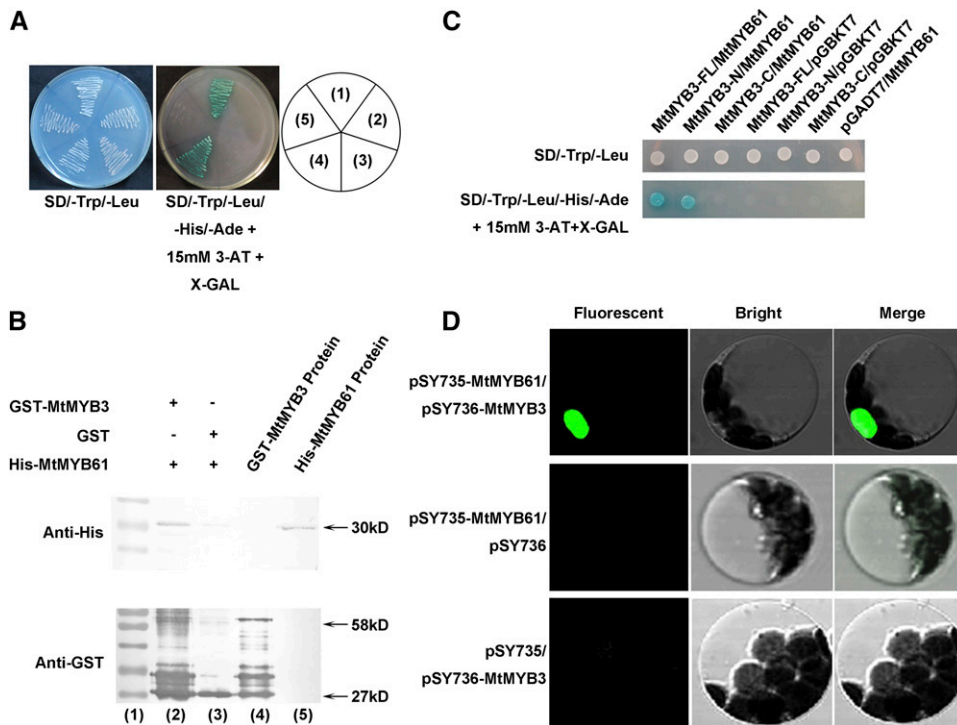 A
(1)
(2)
(3)
(4)
(5)
SD/-Trp/-Leu
SD/-Trp/-Leu/
-His/-Ade +
15mM 3-AT +
X-GAL
B
GST-MtMYB3 + -
GST - +
His-MtMYB61 + +
GST-MtMYB3 Protein
His-MtMYB61 Protein
Anti-His
30kD
Anti-GST
58kD
27kD
(1) (2) (3) (4) (5)
C
MtMYB3-FL/MtMYB61
MtMYB3-N/MtMYB61
MtMYB3-C/MtMYB61
MtMYB3-FL/pGBKT7
MtMYB3-N/pGBKT7
MtMYB3-C/pGBKT7
pGADT7/MtMYB61
SD/-Trp/-Leu
SD/-Trp/-Leu/-His/-Ade
+ 15mM 3-AT+X-GAL
D
Fluorescent Bright Merge
pSY735-MtMYB61/
pSY736-MtMYB3
pSY735-MtMYB61/
pSY736
pSY735/
pSY736-MtMYB3